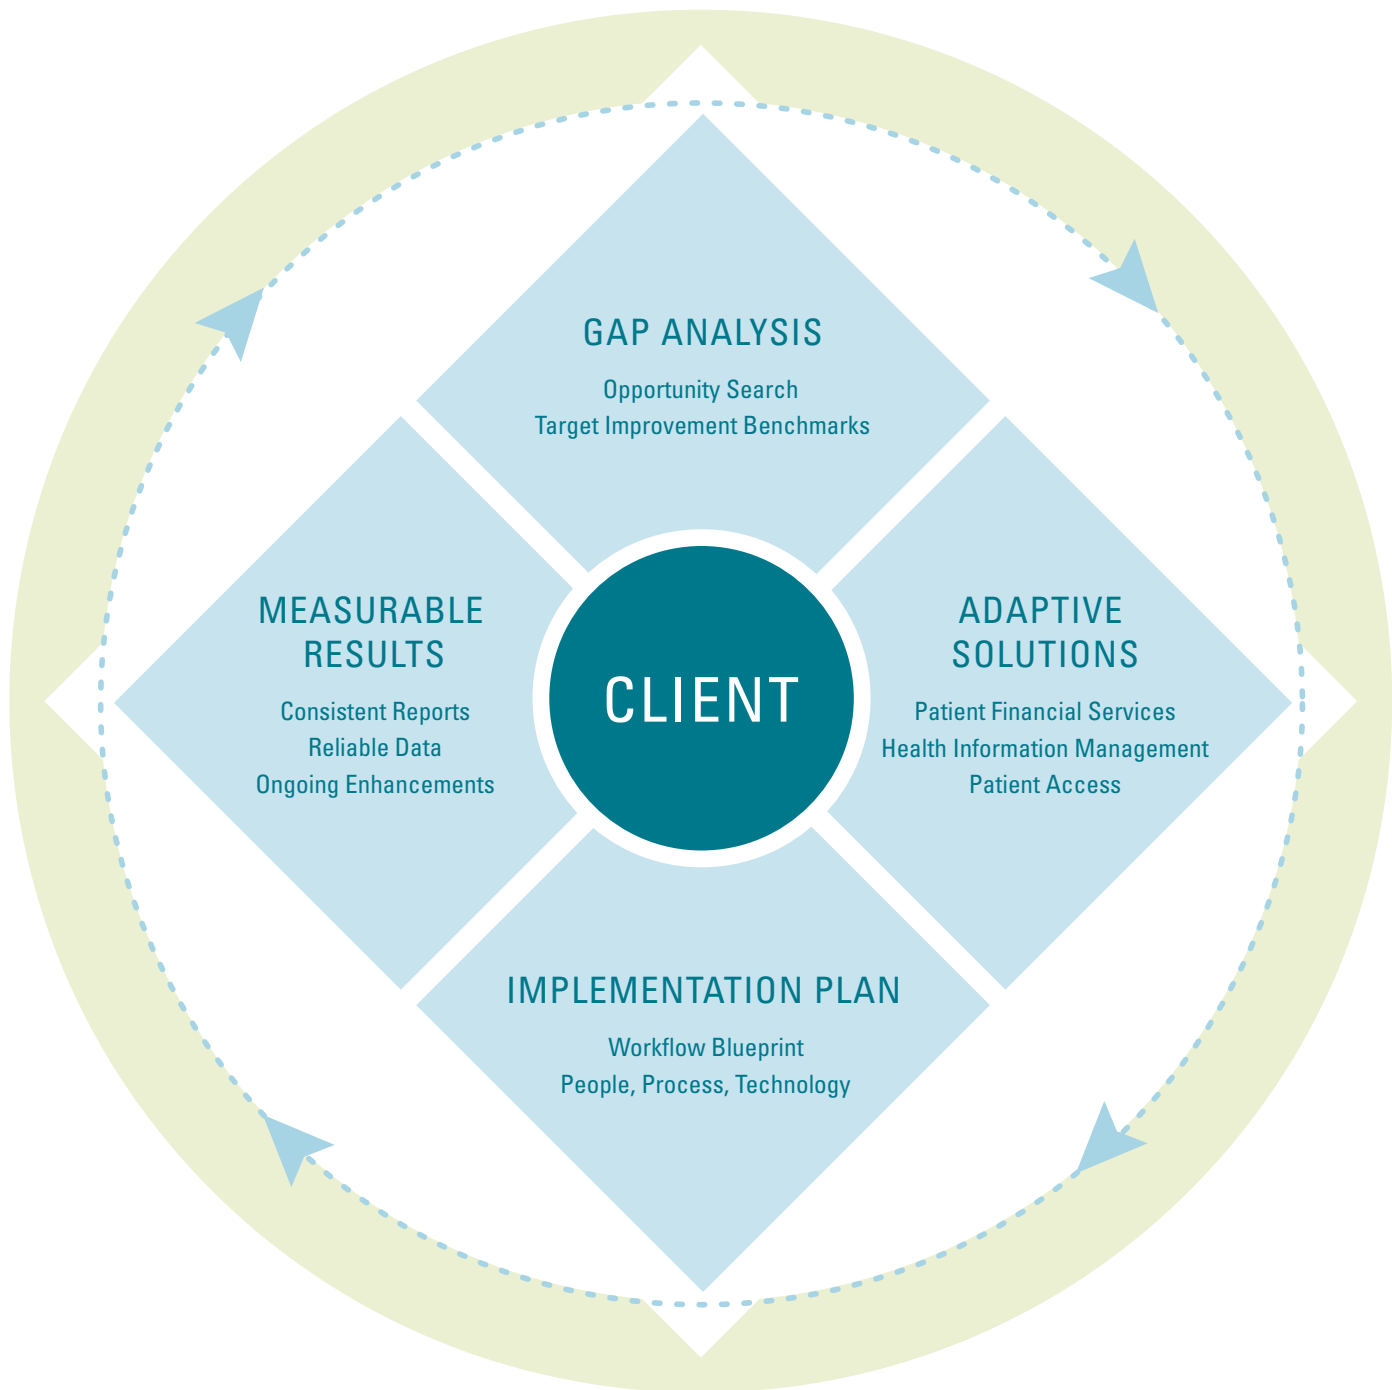 GAP ANALYSIS
Opportunity Search
Target Improvement Benchmarks
MEASURABLE
RESULTS
Consistent Reports
Reliable Data
Ongoing Enhancements
CLIENT
ADAPTIVE
SOLUTIONS
Patient Financial Services
Health Information Management
Patient Access
IMPLEMENTATION PLAN
Workflow Blueprint
People, Process, Technology